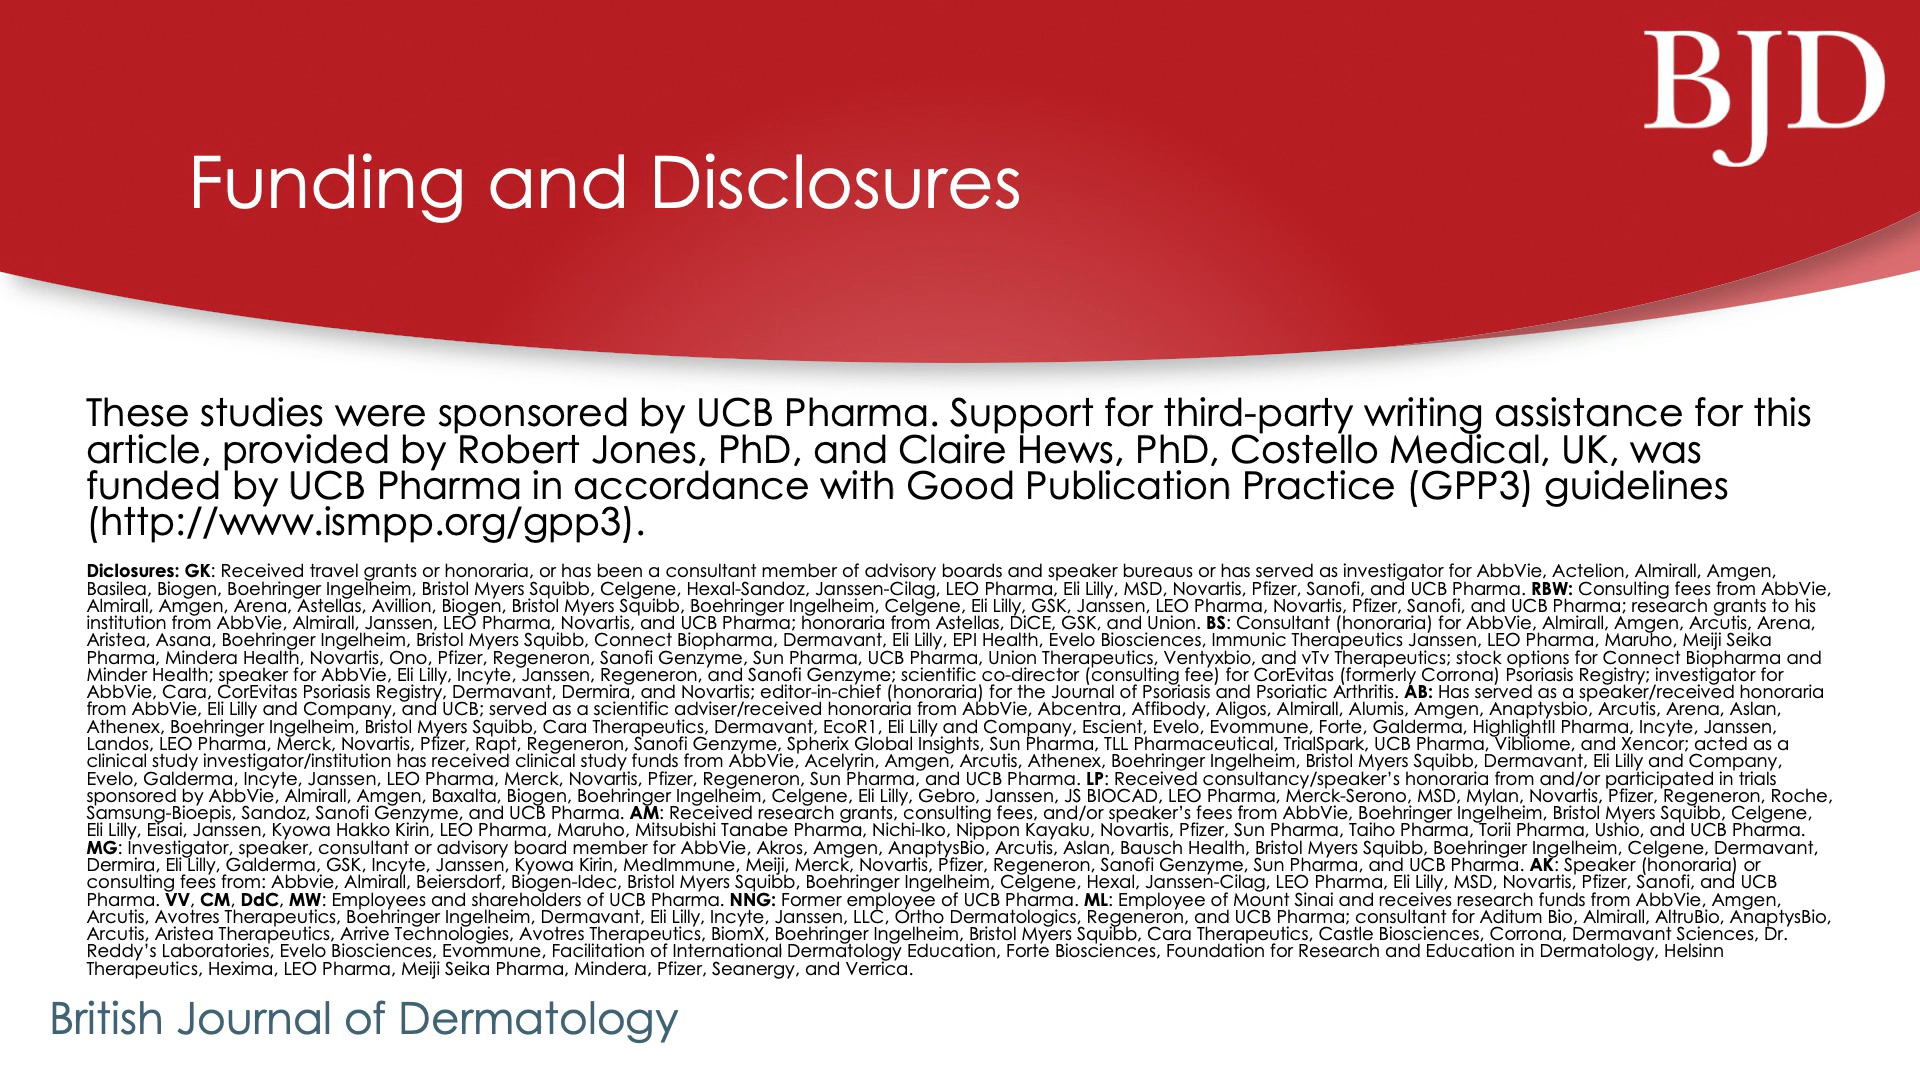 BJD
Funding and Disclosures
These studies were sponsored by UCB Pharma. Support for third-party writing assistance for this
article, provided by Robert Jones, PhD, and Claire Hews, PhD, Costello Medical, UK, was
funded by UCB Pharma in accordance with Good Publication Practice (GPP3) guidelines
(http://www.ismpp.org/gpp3).
Diclosures: GK: Received travel grants or honoraria, or has been a consultant member of advisory boards and speaker bureaus or has served as investigator for AbbVie, Actelion, Almirall, Amgen,
Basilea, Biogen, Boehringer Ingelheim, Bristol Myers Squibb, Celgene, Hexal-Sandoz, Janssen-Cilag, LEO Pharma, Eli Lilly, MSD, Novartis, Pfizer, Sanofi, and UCB Pharma. RBW: Consulting fees from AbbVie,
Almirall, Amgen, Arena, Astellas, Avillion, Biogen, Bristol Myers Squibb, Boehringer Ingelheim, Celgene, Eli Lilly, GSK, Janssen, LEO Pharma, Novartis, Pfizer, Sanofi, and UCB Pharma; research grants to his
institution from AbbVie, Almirall, Janssen, LEO Pharma, Novartis, and UCB Pharma; honoraria from Astellas, DiCE, GSK, and Union. BS: Consultant (honoraria) for AbbVie, Almirall, Amgen, Arcutis, Arena,
Aristea, Asana, Boehringer Ingelheim, Bristol Myers Squibb, Connect Biopharma, Dermavant, Eli Lilly, EPI Health, Evelo Biosciences, Immunic Therapeutics Janssen, LEO Pharma, Maruho, Meiji Seika
Pharma, Mindera Health, Novartis, Ono, Pfizer, Regeneron, Sanofi Genzyme, Sun Pharma, UCB Pharma, Union Therapeutics, Ventyxbio, and vTv Therapeutics; stock options for Connect Biopharma and
Minder Health; speaker for AbbVie, Eli Lilly, Incyte, Janssen, Regeneron, and Sanofi Genzyme; scientific co-director (consulting fee) for CorEvitas (formerly Corrona) Psoriasis Registry; investigator for
AbbVie, Cara, CorEvitas Psoriasis Registry, Dermavant, Dermira, and Novartis; editor-in-chief (honoraria) for the Journal of Psoriasis and Psoriatic Arthritis. AB: Has served as a speaker/received honoraria
from AbbVie, Eli Lilly and Company, and UCB; served as a scientific adviser/received honoraria from AbbVie, Abcentra, Affibody, Aligos, Almirall, Alumis, Amgen, Anaptysbio, Arcutis, Arena, Aslan,
Athenex, Boehringer Ingelheim, Bristol Myers Squibb, Cara Therapeutics, Dermavant, EcoR1, Eli Lilly and Company, Escient, Evelo, Evommune, Forte, Galderma, HighlightII Pharma, Incyte, Janssen,
Landos, LEO Pharma, Merck, Novartis, Pfizer, Rapt, Regeneron, Sanofi Genzyme, Spherix Global Insights, Sun Pharma, TLL Pharmaceutical, TrialSpark, UCB Pharma, Vibliome, and Xencor; acted as a
clinical study investigator/institution has received clinical study funds from AbbVie, Acelyrin, Amgen, Arcutis, Athenex, Boehringer Ingelheim, Bristol Myers Squibb, Dermavant, Eli Lilly and Company,
Evelo, Galderma, Incyte, Janssen, LEO Pharma, Merck, Novartis, Pfizer, Regeneron, Sun Pharma, and UCB Pharma. LP: Received consultancy/speaker’s honoraria from and/or participated in trials
sponsored by AbbVie, Almirall, Amgen, Baxalta, Biogen, Boehringer Ingelheim, Celgene, Eli Lilly, Gebro, Janssen, JS BIOCAD, LEO Pharma, Merck-Serono, MSD, Mylan, Novartis, Pfizer, Regeneron, Roche,
Samsung-Bioepis, Sandoz, Sanofi Genzyme, and UCB Pharma. AM: Received research grants, consulting fees, and/or speaker’s fees from AbbVie, Boehringer Ingelheim, Bristol Myers Squibb, Celgene,
Eli Lilly, Eisai, Janssen, Kyowa Hakko Kirin, LEO Pharma, Maruho, Mitsubishi Tanabe Pharma, Nichi-Iko, Nippon Kayaku, Novartis, Pfizer, Sun Pharma, Taiho Pharma, Torii Pharma, Ushio, and UCB Pharma.
MG: Investigator, speaker, consultant or advisory board member for AbbVie, Akros, Amgen, AnaptysBio, Arcutis, Aslan, Bausch Health, Bristol Myers Squibb, Boehringer Ingelheim, Celgene, Dermavant,
Dermira, Eli Lilly, Galderma, GSK, Incyte, Janssen, Kyowa Kirin, MedImmune, Meiji, Merck, Novartis, Pfizer, Regeneron, Sanofi Genzyme, Sun Pharma, and UCB Pharma. AK: Speaker (honoraria) or
consulting fees from: Abbvie, Almirall, Beiersdorf, Biogen-Idec, Bristol Myers Squibb, Boehringer Ingelheim, Celgene, Hexal, Janssen-Cilag, LEO Pharma, Eli Lilly, MSD, Novartis, Pfizer, Sanofi, and UCB
Pharma. VV, CM, DdC, MW: Employees and shareholders of UCB Pharma. NNG: Former employee of UCB Pharma. ML: Employee of Mount Sinai and receives research funds from AbbVie, Amgen,
Arcutis, Avotres Therapeutics, Boehringer Ingelheim, Dermavant, Eli Lilly, Incyte, Janssen, LLC, Ortho Dermatologics, Regeneron, and UCB Pharma; consultant for Aditum Bio, Almirall, AltruBio, AnaptysBio,
Arcutis, Aristea Therapeutics, Arrive Technologies, Avotres Therapeutics, BiomX, Boehringer Ingelheim, Bristol Myers Squibb, Cara Therapeutics, Castle Biosciences, Corrona, Dermavant Sciences, Dr.
Reddy’s Laboratories, Evelo Biosciences, Evommune, Facilitation of International Dermatology Education, Forte Biosciences, Foundation for Research and Education in Dermatology, Helsinn
Therapeutics, Hexima, LEO Pharma, Meiji Seika Pharma, Mindera, Pfizer, Seanergy, and Verrica.
British Journal of Dermatology